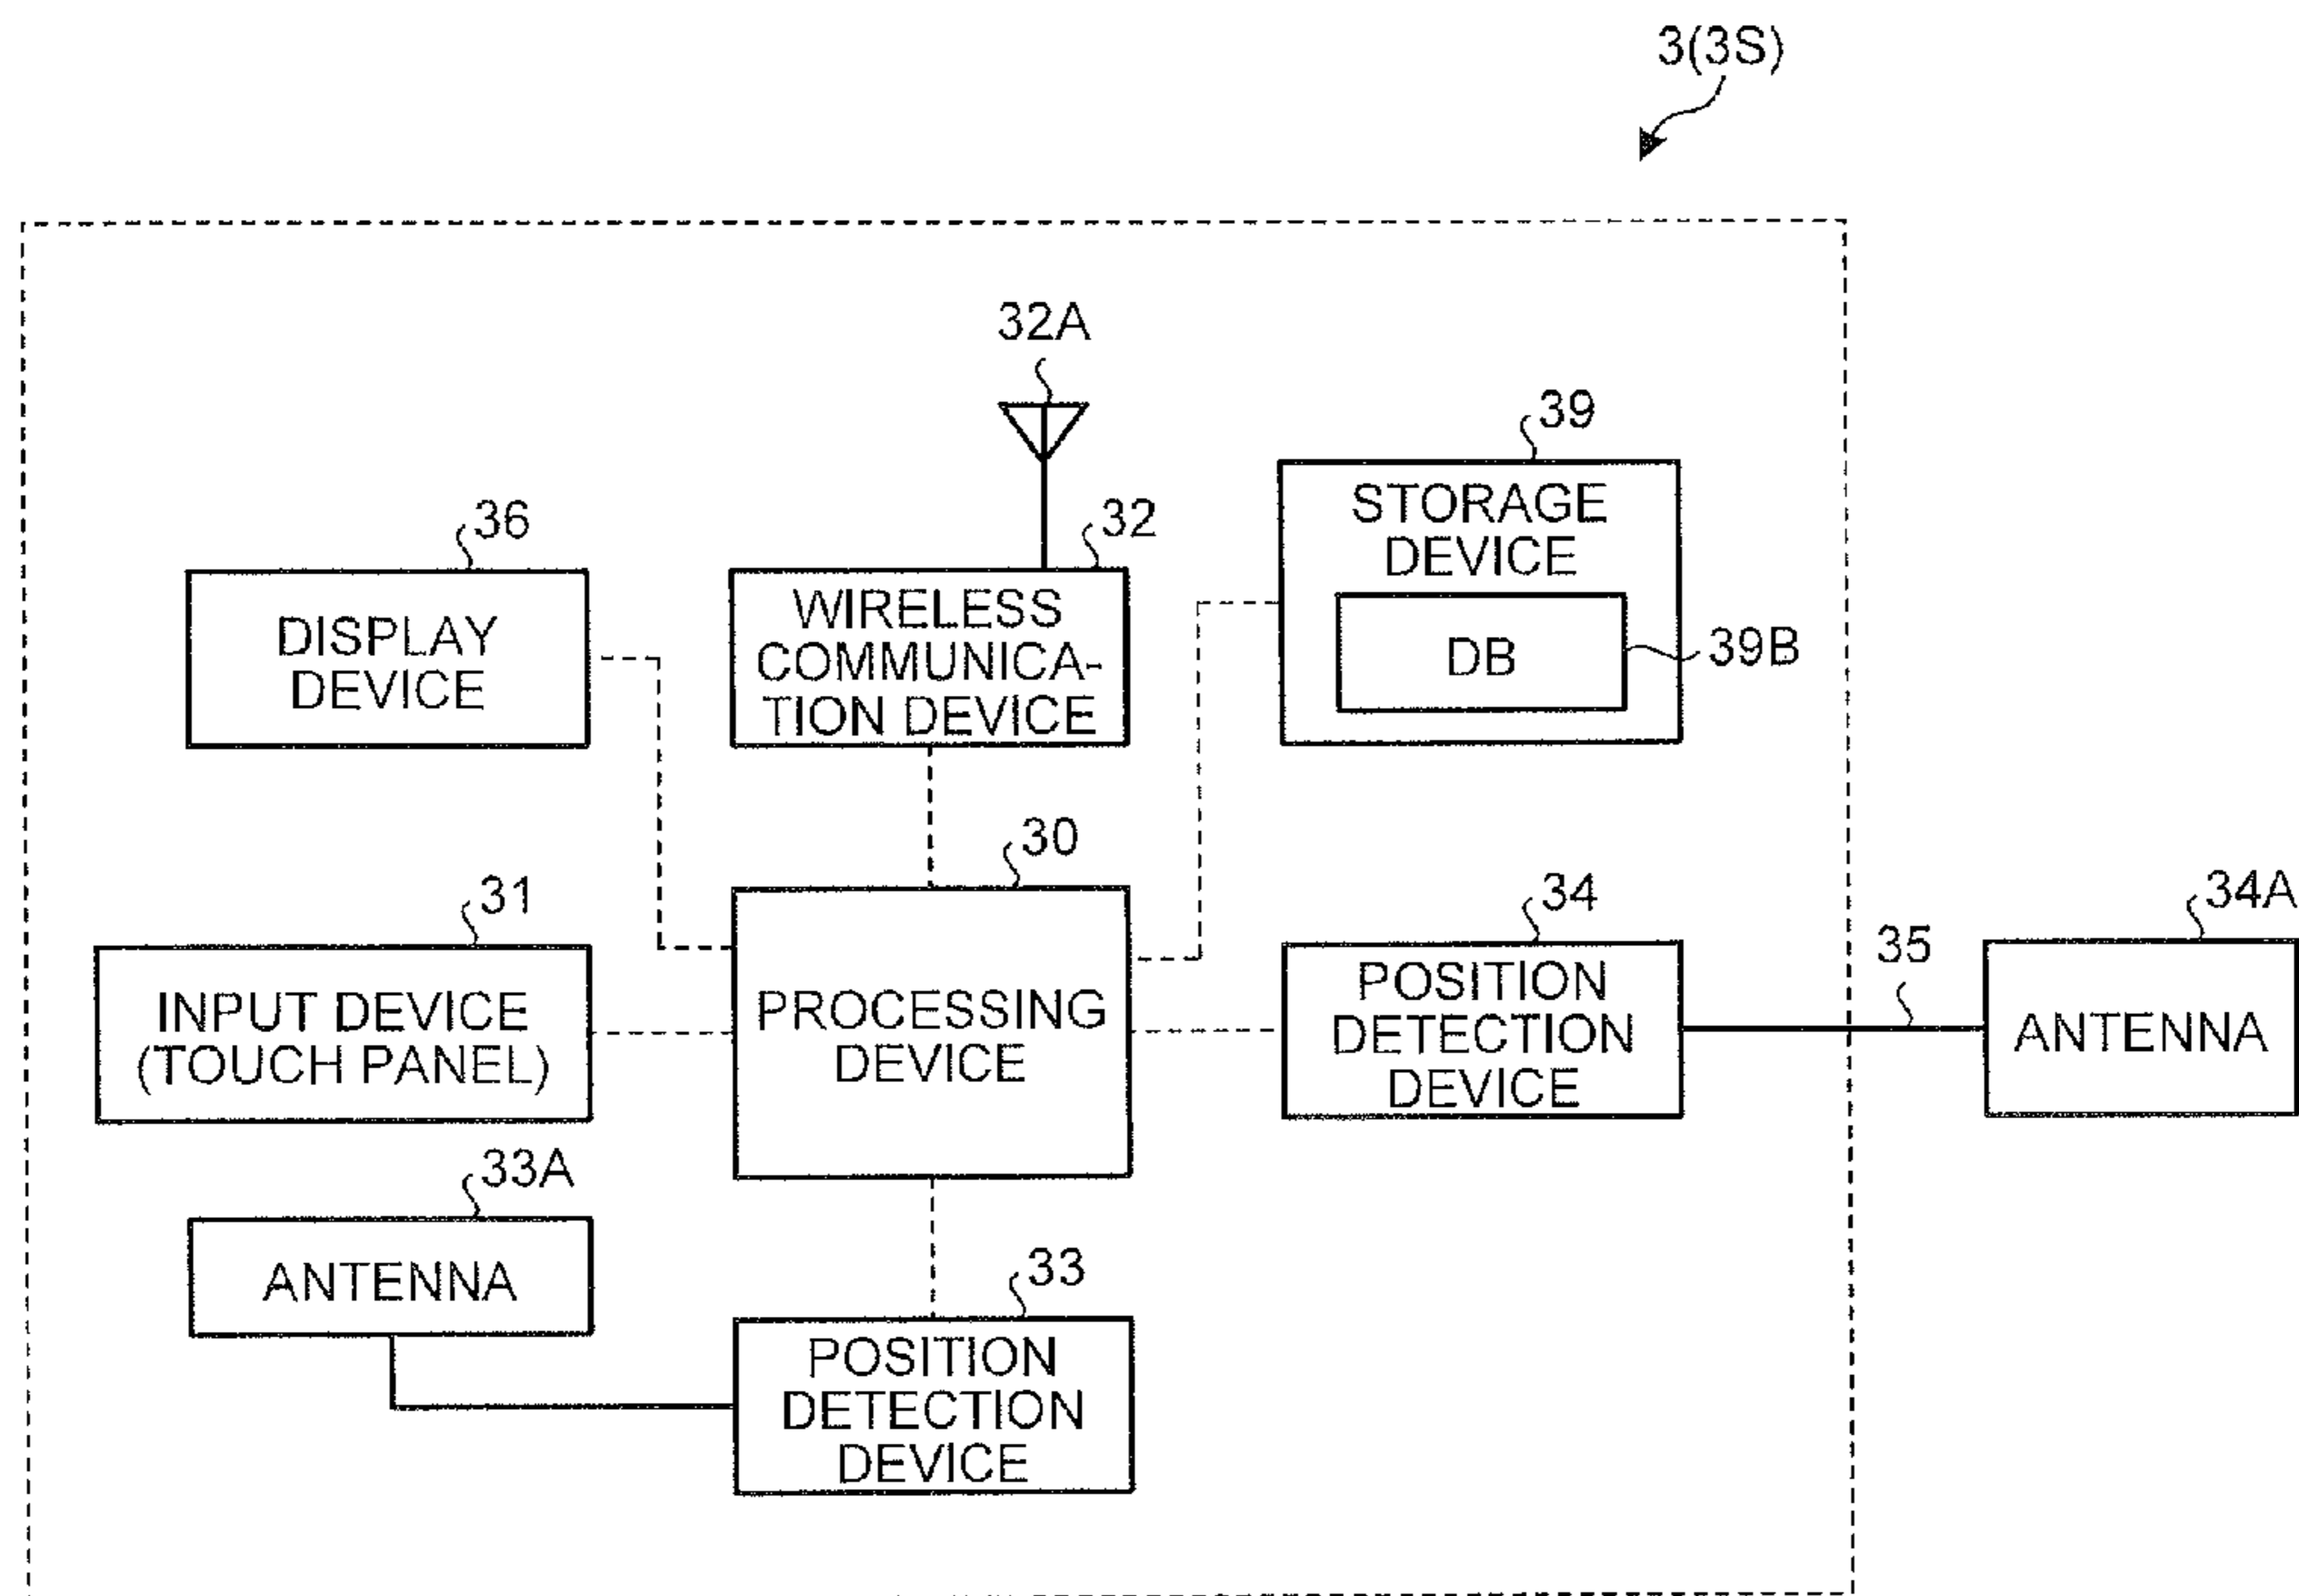 3(3S)
32A
39
STORAGE
DEVICE
36
32
DISPLAY
DEVICE
WIRELESS
COMMUNICA-
TION DEVICE
DB
39B
30
31
34
34A
35
INPUT DEVICE
(TOUCH PANEL)
PROCESSING
DEVICE
POSITION
DETECTION
DEVICE
ANTENNA
33A
ANTENNA
33
POSITION
DETECTION
DEVICE